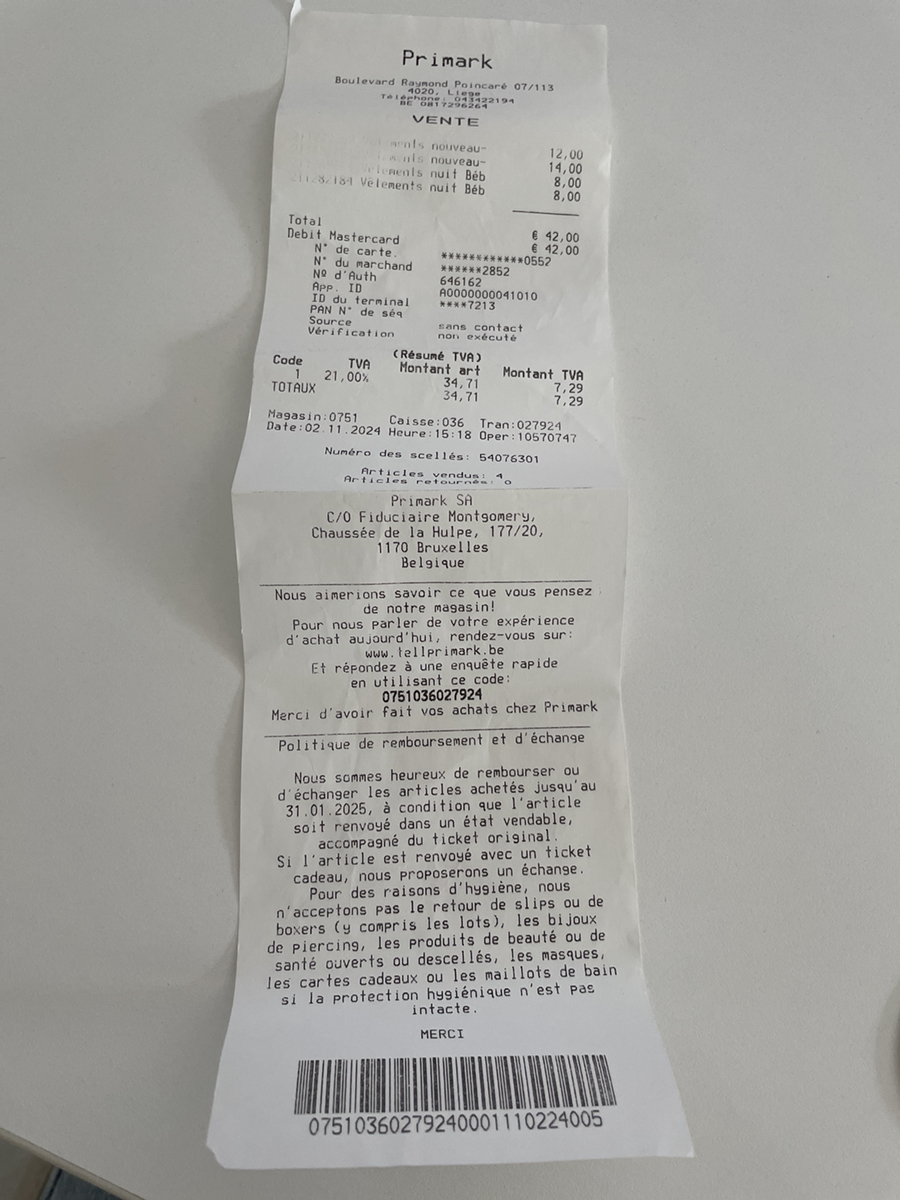 Primark
Boulevard Raymond Poincaré 07/113
4020, Liege
Téléphone: 043422194
BE 0817296264
VENTE
nouveau- 12,00
nouveau- 14,00
nuit Béb 8,00
Vêtements nuit Béb 8,00
Total € 42,00
Debit Mastercard € 42,00
N° de carte. ************0552
N° du marchand ******2852
Nº d'Auth 646162
App. ID A0000000041010
ID du terminal ****7213
PAN N° de séq
Source sans contact
Vérification non exécuté
(Résumé TVA)
Code TVA Montant art Montant TVA
1 21,00% 34,71 7,29
TOTAUX 34,71 7,29
Magasin:0751 Caisse:036 Tran:027924
Date:02.11.2024 Heure:15:18 Oper:10570747
Numéro des scellés: 54076301
Articles vendus: 4
Articles retournés: 0
Primark SA
C/O Fiduciaire Montgomery,
Chaussée de la Hulpe, 177/20,
1170 Bruxelles
Belgique
Nous aimerions savoir ce que vous pensez
de notre magasin!
Pour nous parler de votre expérience
d'achat aujourd'hui, rendez-vous sur:
www.tellprimark.be
Et répondez à une enquête rapide
en utilisant ce code:
0751036027924
Merci d'avoir fait vos achats chez Primark
Politique de remboursement et d'échange
Nous sommes heureux de rembourser ou
d'échanger les articles achetés jusqu'au
31.01.2025, à condition que l'article
soit renvoyé dans un état vendable,
accompagné du ticket original.
Si l'article est renvoyé avec un ticket
cadeau, nous proposerons un échange.
Pour des raisons d'hygiène, nous
n'acceptons pas le retour de slips ou de
boxers (y compris les lots), les bijoux
de piercing, les produits de beauté ou de
santé ouverts ou descellés, les masques,
les cartes cadeaux ou les maillots de bain
si la protection hygiénique n'est pas
intacte.
MERCI
07510360279240001110224005